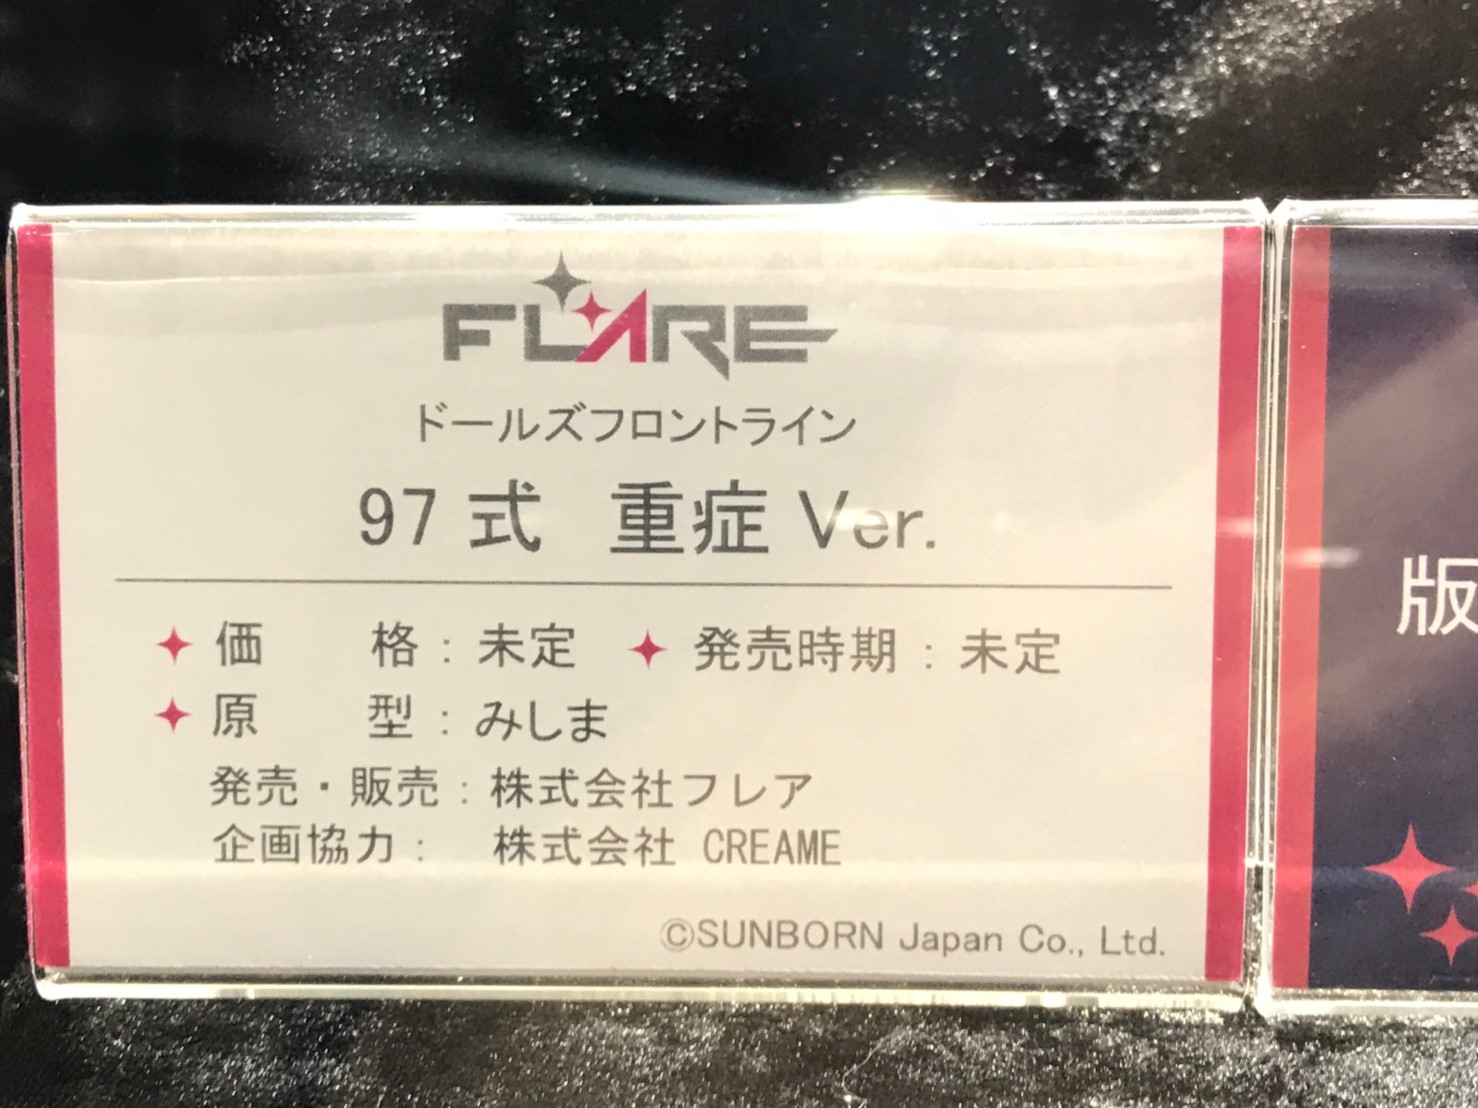 FLARE
ドールズフロントライン
97式 重症 Ver.
価格：未定 発売時期：未定
原型：みしま
発売・販売：株式会社フレア
企画協力： 株式会社 CREAME
©SUNBORN Japan Co., Ltd.
版